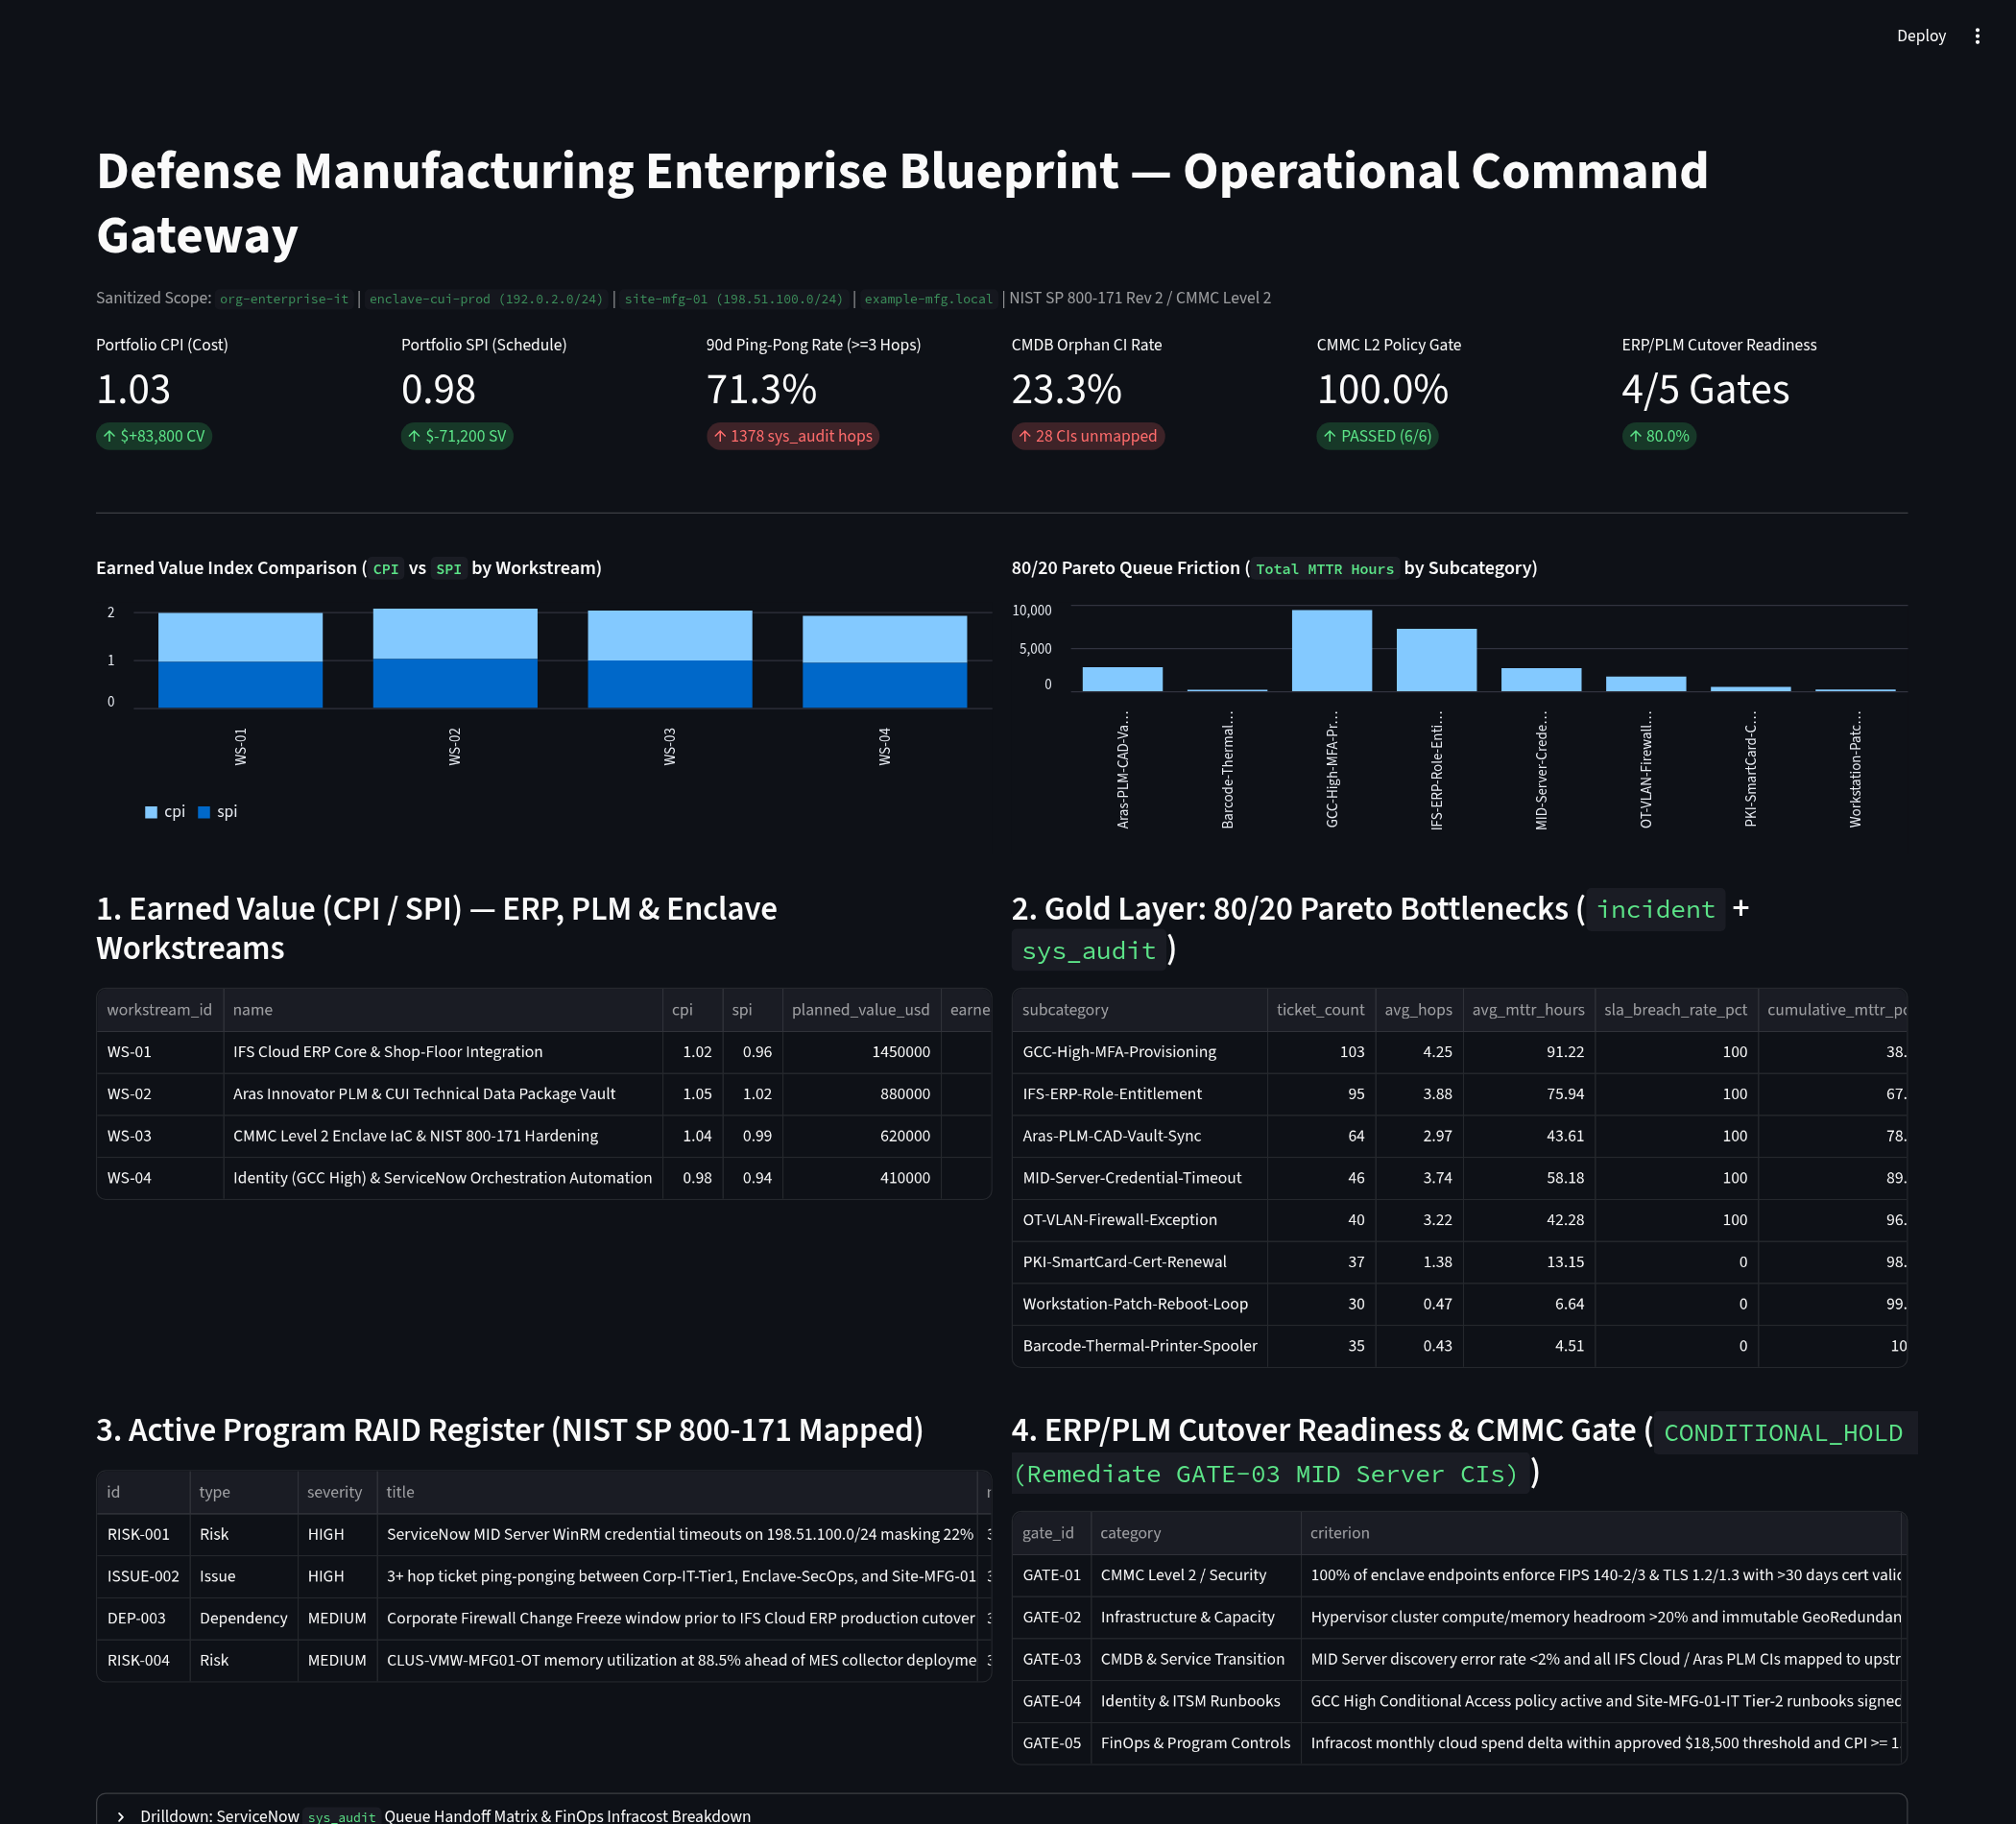 Deploy
Defense Manufacturing Enterprise Blueprint — Operational Command
Gateway
Sanitized Scope: org-enterprise-it | enclave-cui-prod (192.0.2.0/24) | site-mfg-01 (198.51.100.0/24) | example-mfg.local | NIST SP 800-171 Rev 2 / CMMC Level 2
Portfolio CPI (Cost)
1.03
↑ $+83,800 CV
Portfolio SPI (Schedule)
0.98
↑ $-71,200 SV
90d Ping-Pong Rate (>=3 Hops)
71.3%
↑ 1378 sys_audit hops
CMDB Orphan CI Rate
23.3%
↑ 28 CIs unmapped
CMMC L2 Policy Gate
100.0%
↑ PASSED (6/6)
ERP/PLM Cutover Readiness
4/5 Gates
↑ 80.0%
Earned Value Index Comparison (CPI vs SPI by Workstream)
2
1
0
WS-01
WS-02
WS-03
WS-04
cpi spi
80/20 Pareto Queue Friction (Total MTTR Hours by Subcategory)
10,000
5,000
0
Aras-PLM-CAD-Va…
Barcode-Thermal…
GCC-High-MFA-Pr…
IFS-ERP-Role-Enti…
MID-Server-Crede…
OT-VLAN-Firewall…
PKI-SmartCard-C…
Workstation-Patc…
1. Earned Value (CPI / SPI) — ERP, PLM & Enclave
Workstreams
workstream_id name cpi spi planned_value_usd earne
WS-01 IFS Cloud ERP Core & Shop-Floor Integration 1.02 0.96 1450000
WS-02 Aras Innovator PLM & CUI Technical Data Package Vault 1.05 1.02 880000
WS-03 CMMC Level 2 Enclave IaC & NIST 800-171 Hardening 1.04 0.99 620000
WS-04 Identity (GCC High) & ServiceNow Orchestration Automation 0.98 0.94 410000
2. Gold Layer: 80/20 Pareto Bottlenecks (incident +
sys_audit)
subcategory ticket_count avg_hops avg_mttr_hours sla_breach_rate_pct cumulative_mttr_pc
GCC-High-MFA-Provisioning 103 4.25 91.22 100 38.
IFS-ERP-Role-Entitlement 95 3.88 75.94 100 67.
Aras-PLM-CAD-Vault-Sync 64 2.97 43.61 100 78.
MID-Server-Credential-Timeout 46 3.74 58.18 100 89.
OT-VLAN-Firewall-Exception 40 3.22 42.28 100 96.
PKI-SmartCard-Cert-Renewal 37 1.38 13.15 0 98.
Workstation-Patch-Reboot-Loop 30 0.47 6.64 0 99.
Barcode-Thermal-Printer-Spooler 35 0.43 4.51 0 10
3. Active Program RAID Register (NIST SP 800-171 Mapped)
id type severity title
RISK-001 Risk HIGH ServiceNow MID Server WinRM credential timeouts on 198.51.100.0/24 masking 22%
ISSUE-002 Issue HIGH 3+ hop ticket ping-ponging between Corp-IT-Tier1, Enclave-SecOps, and Site-MFG-01
DEP-003 Dependency MEDIUM Corporate Firewall Change Freeze window prior to IFS Cloud ERP production cutover
RISK-004 Risk MEDIUM CLUS-VMW-MFG01-OT memory utilization at 88.5% ahead of MES collector deployme
4. ERP/PLM Cutover Readiness & CMMC Gate (CONDITIONAL_HOLD
(Remediate GATE-03 MID Server CIs))
gate_id category criterion
GATE-01 CMMC Level 2 / Security 100% of enclave endpoints enforce FIPS 140-2/3 & TLS 1.2/1.3 with >30 days cert valid
GATE-02 Infrastructure & Capacity Hypervisor cluster compute/memory headroom >20% and immutable GeoRedundan
GATE-03 CMDB & Service Transition MID Server discovery error rate <2% and all IFS Cloud / Aras PLM CIs mapped to upstr
GATE-04 Identity & ITSM Runbooks GCC High Conditional Access policy active and Site-MFG-01-IT Tier-2 runbooks signed
GATE-05 FinOps & Program Controls Infracost monthly cloud spend delta within approved $18,500 threshold and CPI >= 1.
Drilldown: ServiceNow sys_audit Queue Handoff Matrix & FinOps Infracost Breakdown